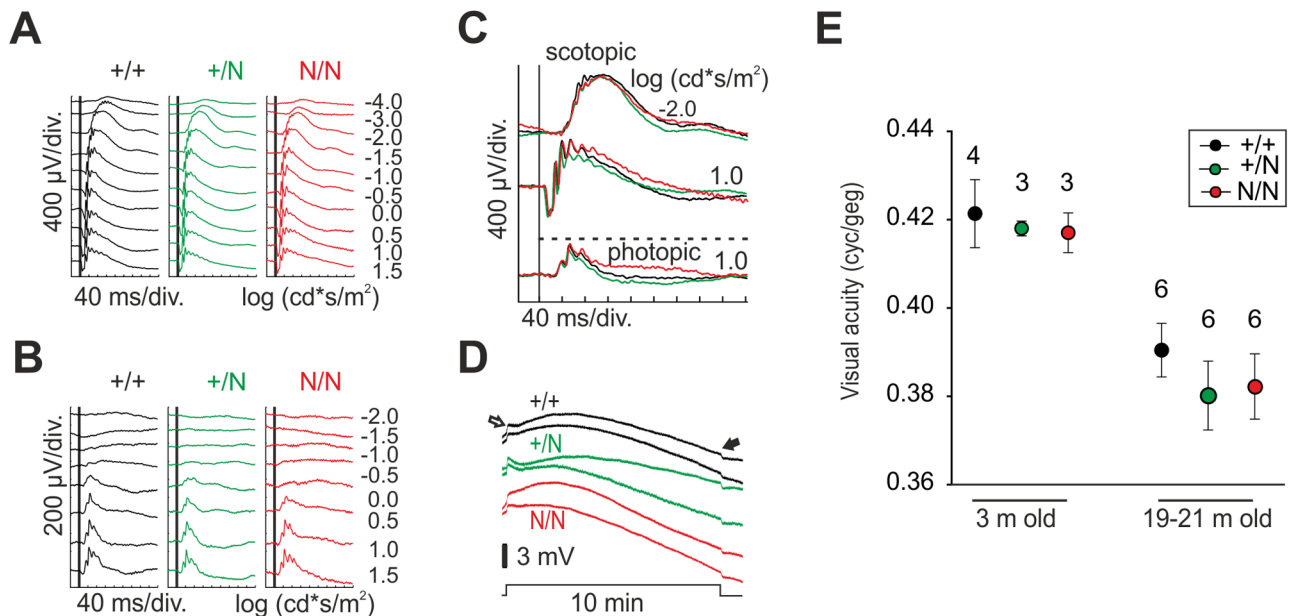 A
+/+ +/N N/N
400 µV/div.
-4.0
-3.0
-2.0
-1.5
-1.0
-0.5
0.0
0.5
1.0
1.5
40 ms/div. log (cd*s/m²)
B
+/+ +/N N/N
200 µV/div.
-2.0
-1.5
-1.0
-0.5
0.0
0.5
1.0
1.5
40 ms/div. log (cd*s/m²)
C
scotopic
log (cd*s/m²)
-2.0
400 µV/div.
1.0
photopic 1.0
40 ms/div.
D
+/+
+/N
N/N
3 mV
10 min
E
Visual acuity (cyc/geg)
0.44
0.42
0.40
0.38
0.36
+/+
+/N
N/N
4 3 3
6 6 6
3 m old 19-21 m old